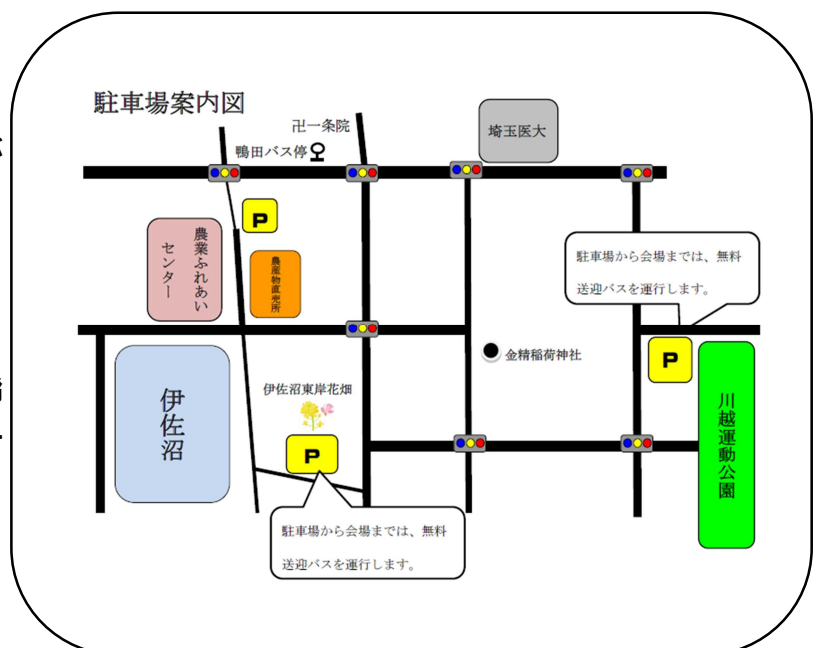 駐車場案内図
卍一条院
鴨田バス停
埼玉医大
P
農業ふれあい
センター
農産物直売所
駐車場から会場までは、無料
送迎バスを運行します。
金精稲荷神社
P
伊佐沼
伊佐沼東岸花畑
P
川越運動公園
駐車場から会場までは、無料
送迎バスを運行します。